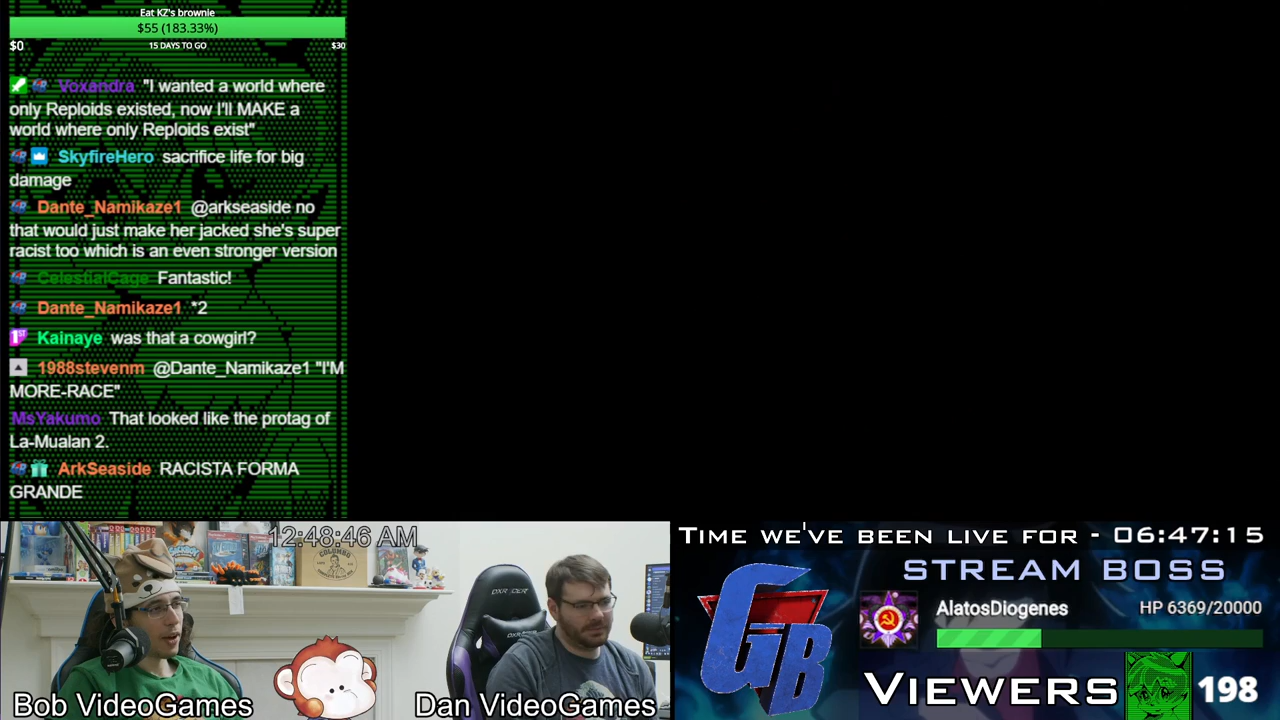 Eat KZ's brownie
$55 (183.33%)
$0 15 DAYS TO GO $30
Voxandra "I wanted a world where
only Reploids existed, now I'll MAKE a
world where only Reploids exist"
SkyfireHero sacrifice life for big
damage
Dante_Namikaze1 @arkseaside no
that would just make her jacked she's super
racist too which is an even stronger version
CelestialCage Fantastic!
Dante_Namikaze1 *2
1ST Kainaye was that a cowgirl?
1988stevenm @Dante_Namikaze1 "I'M
MORE-RACE"
MsYakumo That looked like the protag of
La-Mualan 2.
ArkSeaside RACISTA FORMA
GRANDE
12:48:46 AM
COLUMBO
DXRACER
DXR
Bob VideoGames
Dan VideoGames
TIME WE'VE BEEN LIVE FOR - 06:47:15
STREAM BOSS
AlatosDiogenes HP 6369/20000
GB
VIEWERS 198